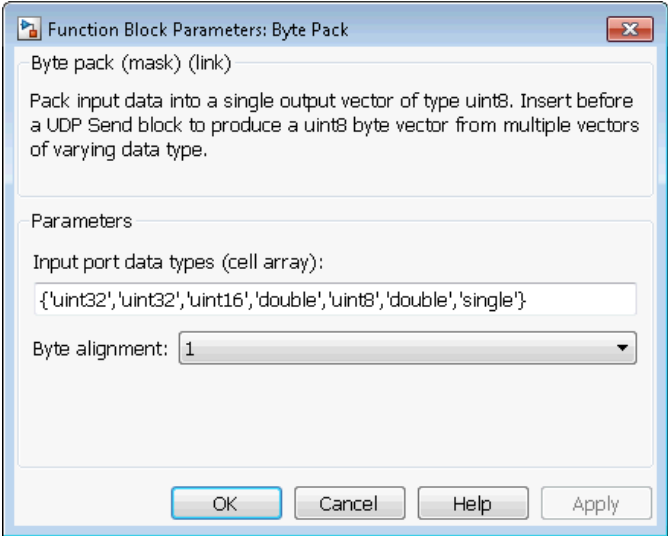 Function Block Parameters: Byte Pack
Byte pack (mask) (link)
Pack input data into a single output vector of type uint8. Insert before
a UDP Send block to produce a uint8 byte vector from multiple vectors
of varying data type.
Parameters
Input port data types (cell array):
{'uint32','uint32','uint16','double','uint8','double','single'}
Byte alignment: 1
OK Cancel Help Apply